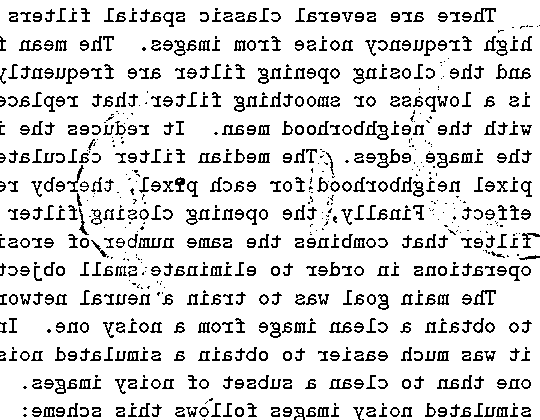 There are several classic spatial filters
high frequency noise from images. The mean f
and the closing opening filter are frequently
is a lowpass or smoothing filter that replace
with the neighborhood mean. It reduces the i
the image edges. The median filter calculate
pixel neighborhood for each pixel, thereby re
effect. Finally, the opening closing filter
filter that combines the same number of erosi
operations in order to eliminate small object
The main goal was to train a neural networ
to obtain a clean image from a noisy one. In
it was much easier to obtain a simulated nois
one than to clean a subset of noisy images.
simulated noisy images follows this scheme: